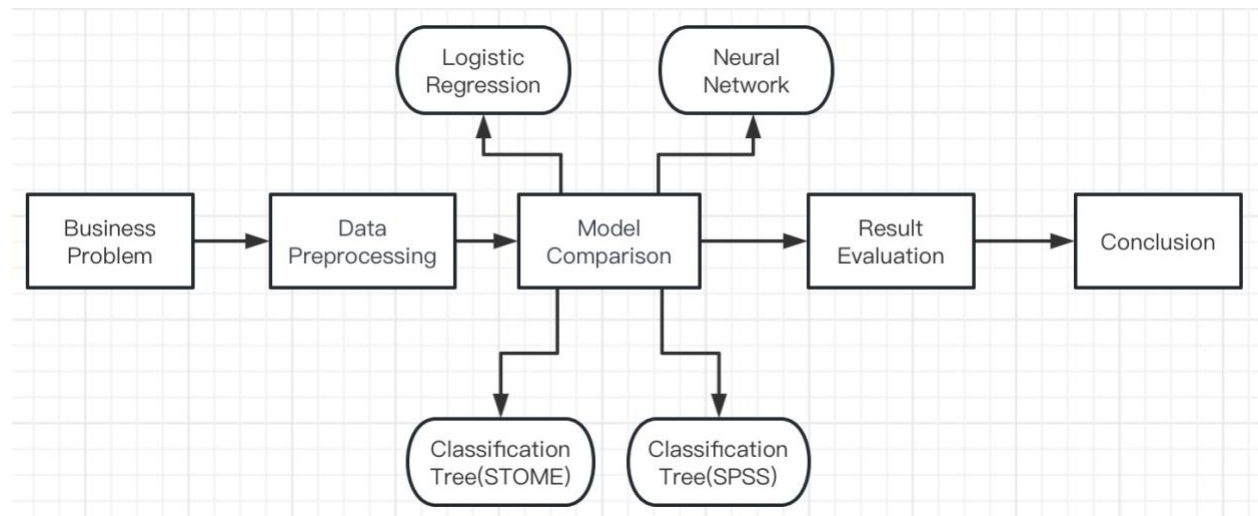 Logistic
Regression
Neural
Network
Business
Problem
Data
Preprocessing
Model
Comparison
Result
Evaluation
Conclusion
Classification
Tree(STOME)
Classification
Tree(SPSS)